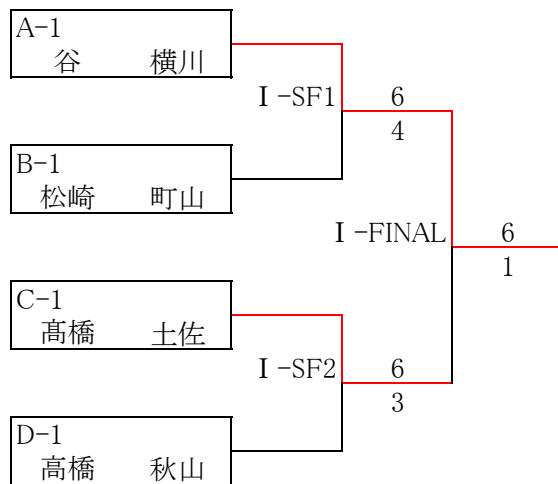 A-1
谷 横川
Ⅰ-SF1 6
4
B-1
松崎 町山
Ⅰ-FINAL 6
1
C-1
髙橋 土佐
Ⅰ-SF2 6
3
D-1
高橋 秋山